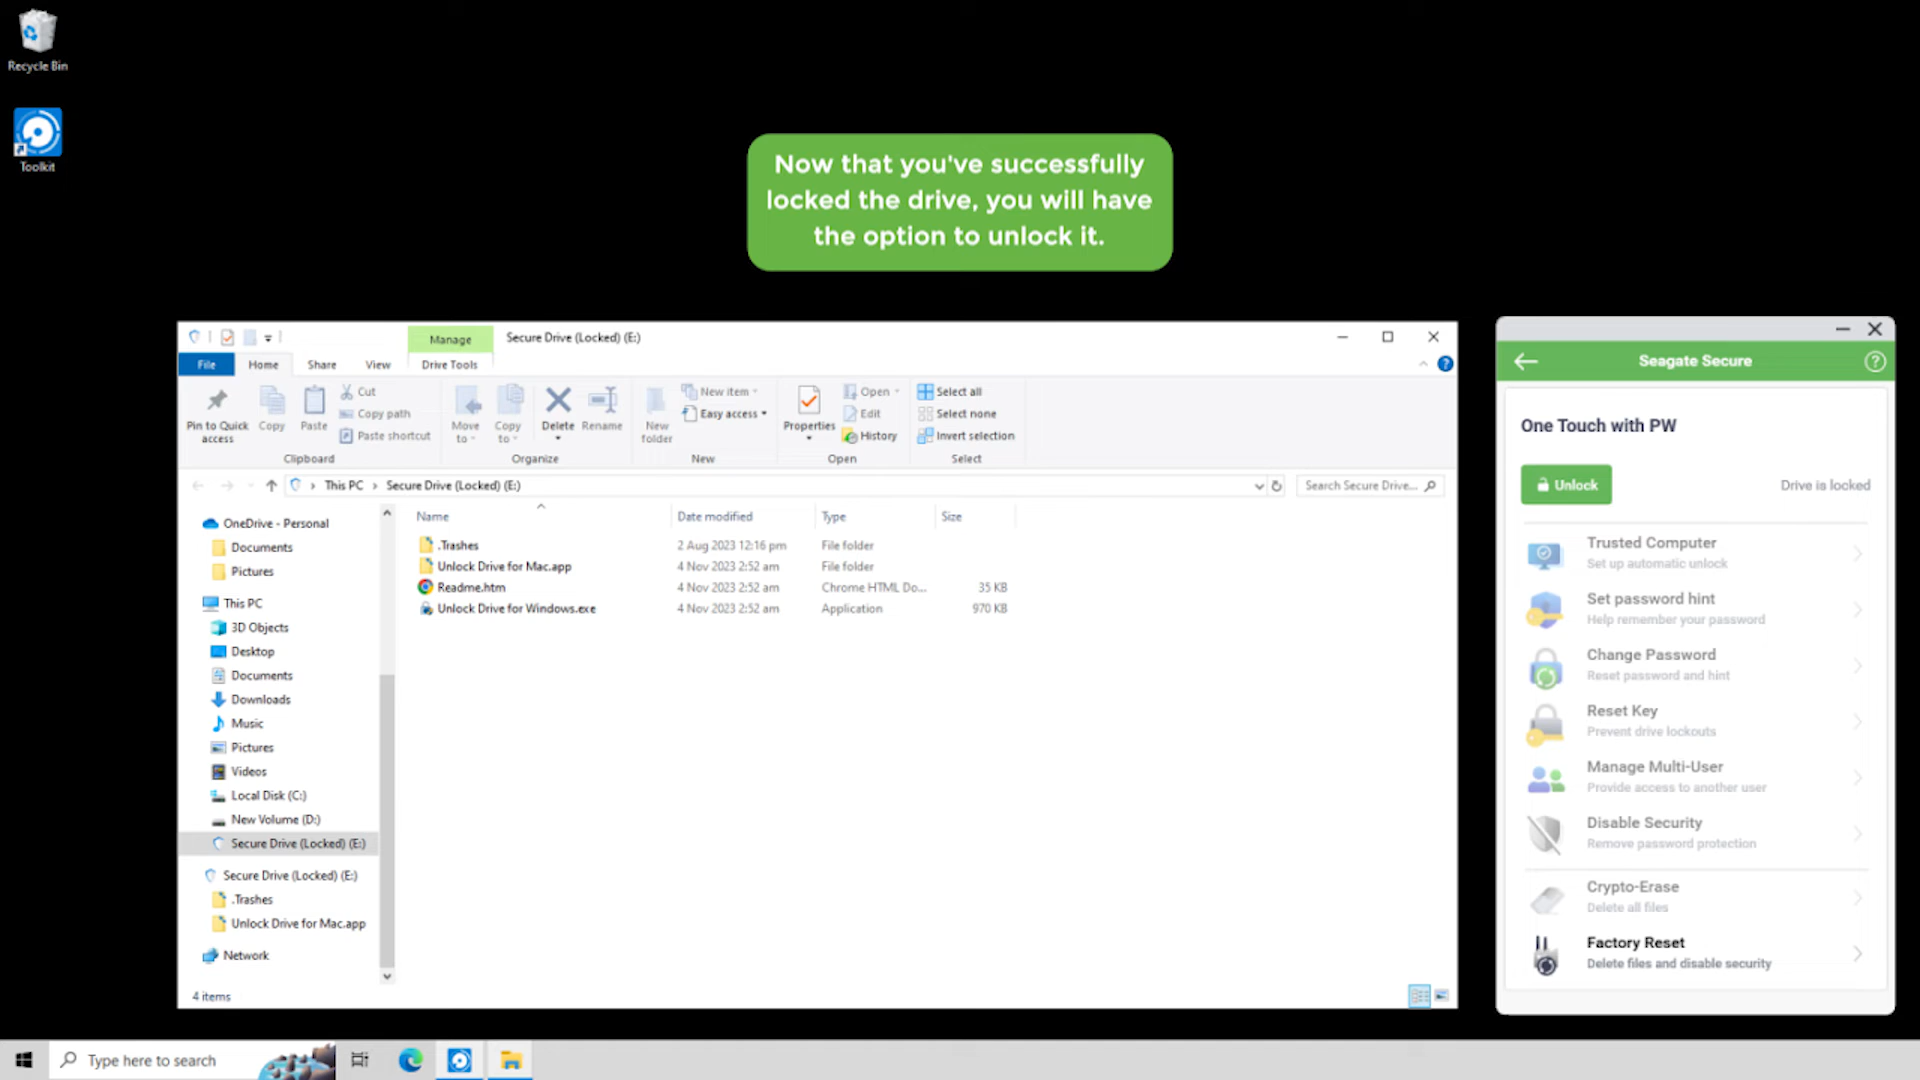 Recycle Bin
Toolkit
Now that you've successfully
locked the drive, you will have
the option to unlock it.
Manage
Secure Drive (Locked) (E:)
File
Home
Share
View
Drive Tools
Pin to Quick
access
Copy
Paste
Cut
Copy path
Paste shortcut
Clipboard
Move
to
Copy
to
Delete
Rename
Organize
New
folder
New item
Easy access
New
Properties
Open
Edit
History
Open
Select all
Select none
Invert selection
Select
This PC > Secure Drive (Locked) (E:)
Search Secure Drive...
Name
Date modified
Type
Size
.Trashes
2 Aug 2023 12:16 pm
File folder
Unlock Drive for Mac.app
4 Nov 2023 2:52 am
File folder
Readme.htm
4 Nov 2023 2:52 am
Chrome HTML Do...
35 KB
Unlock Drive for Windows.exe
4 Nov 2023 2:52 am
Application
970 KB
OneDrive - Personal
Documents
Pictures
This PC
3D Objects
Desktop
Documents
Downloads
Music
Pictures
Videos
Local Disk (C:)
New Volume (D:)
Secure Drive (Locked) (E:)
Secure Drive (Locked) (E:)
.Trashes
Unlock Drive for Mac.app
Network
4 items
Seagate Secure
?
One Touch with PW
Unlock
Drive is locked
Trusted Computer
Set up automatic unlock
Set password hint
Help remember your password
Change Password
Reset password and hint
Reset Key
Prevent drive lockouts
Manage Multi-User
Provide access to another user
Disable Security
Remove password protection
Crypto-Erase
Delete all files
Factory Reset
Delete files and disable security
Type here to search